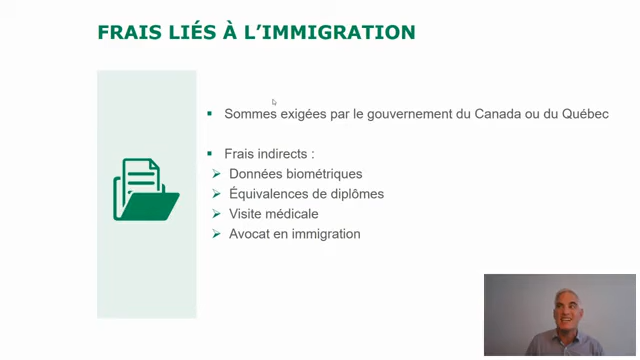 FRAIS LIÉS À L'IMMIGRATION
Sommes exigées par le gouvernement du Canada ou du Québec
Frais indirects :
Données biométriques
Équivalences de diplômes
Visite médicale
Avocat en immigration